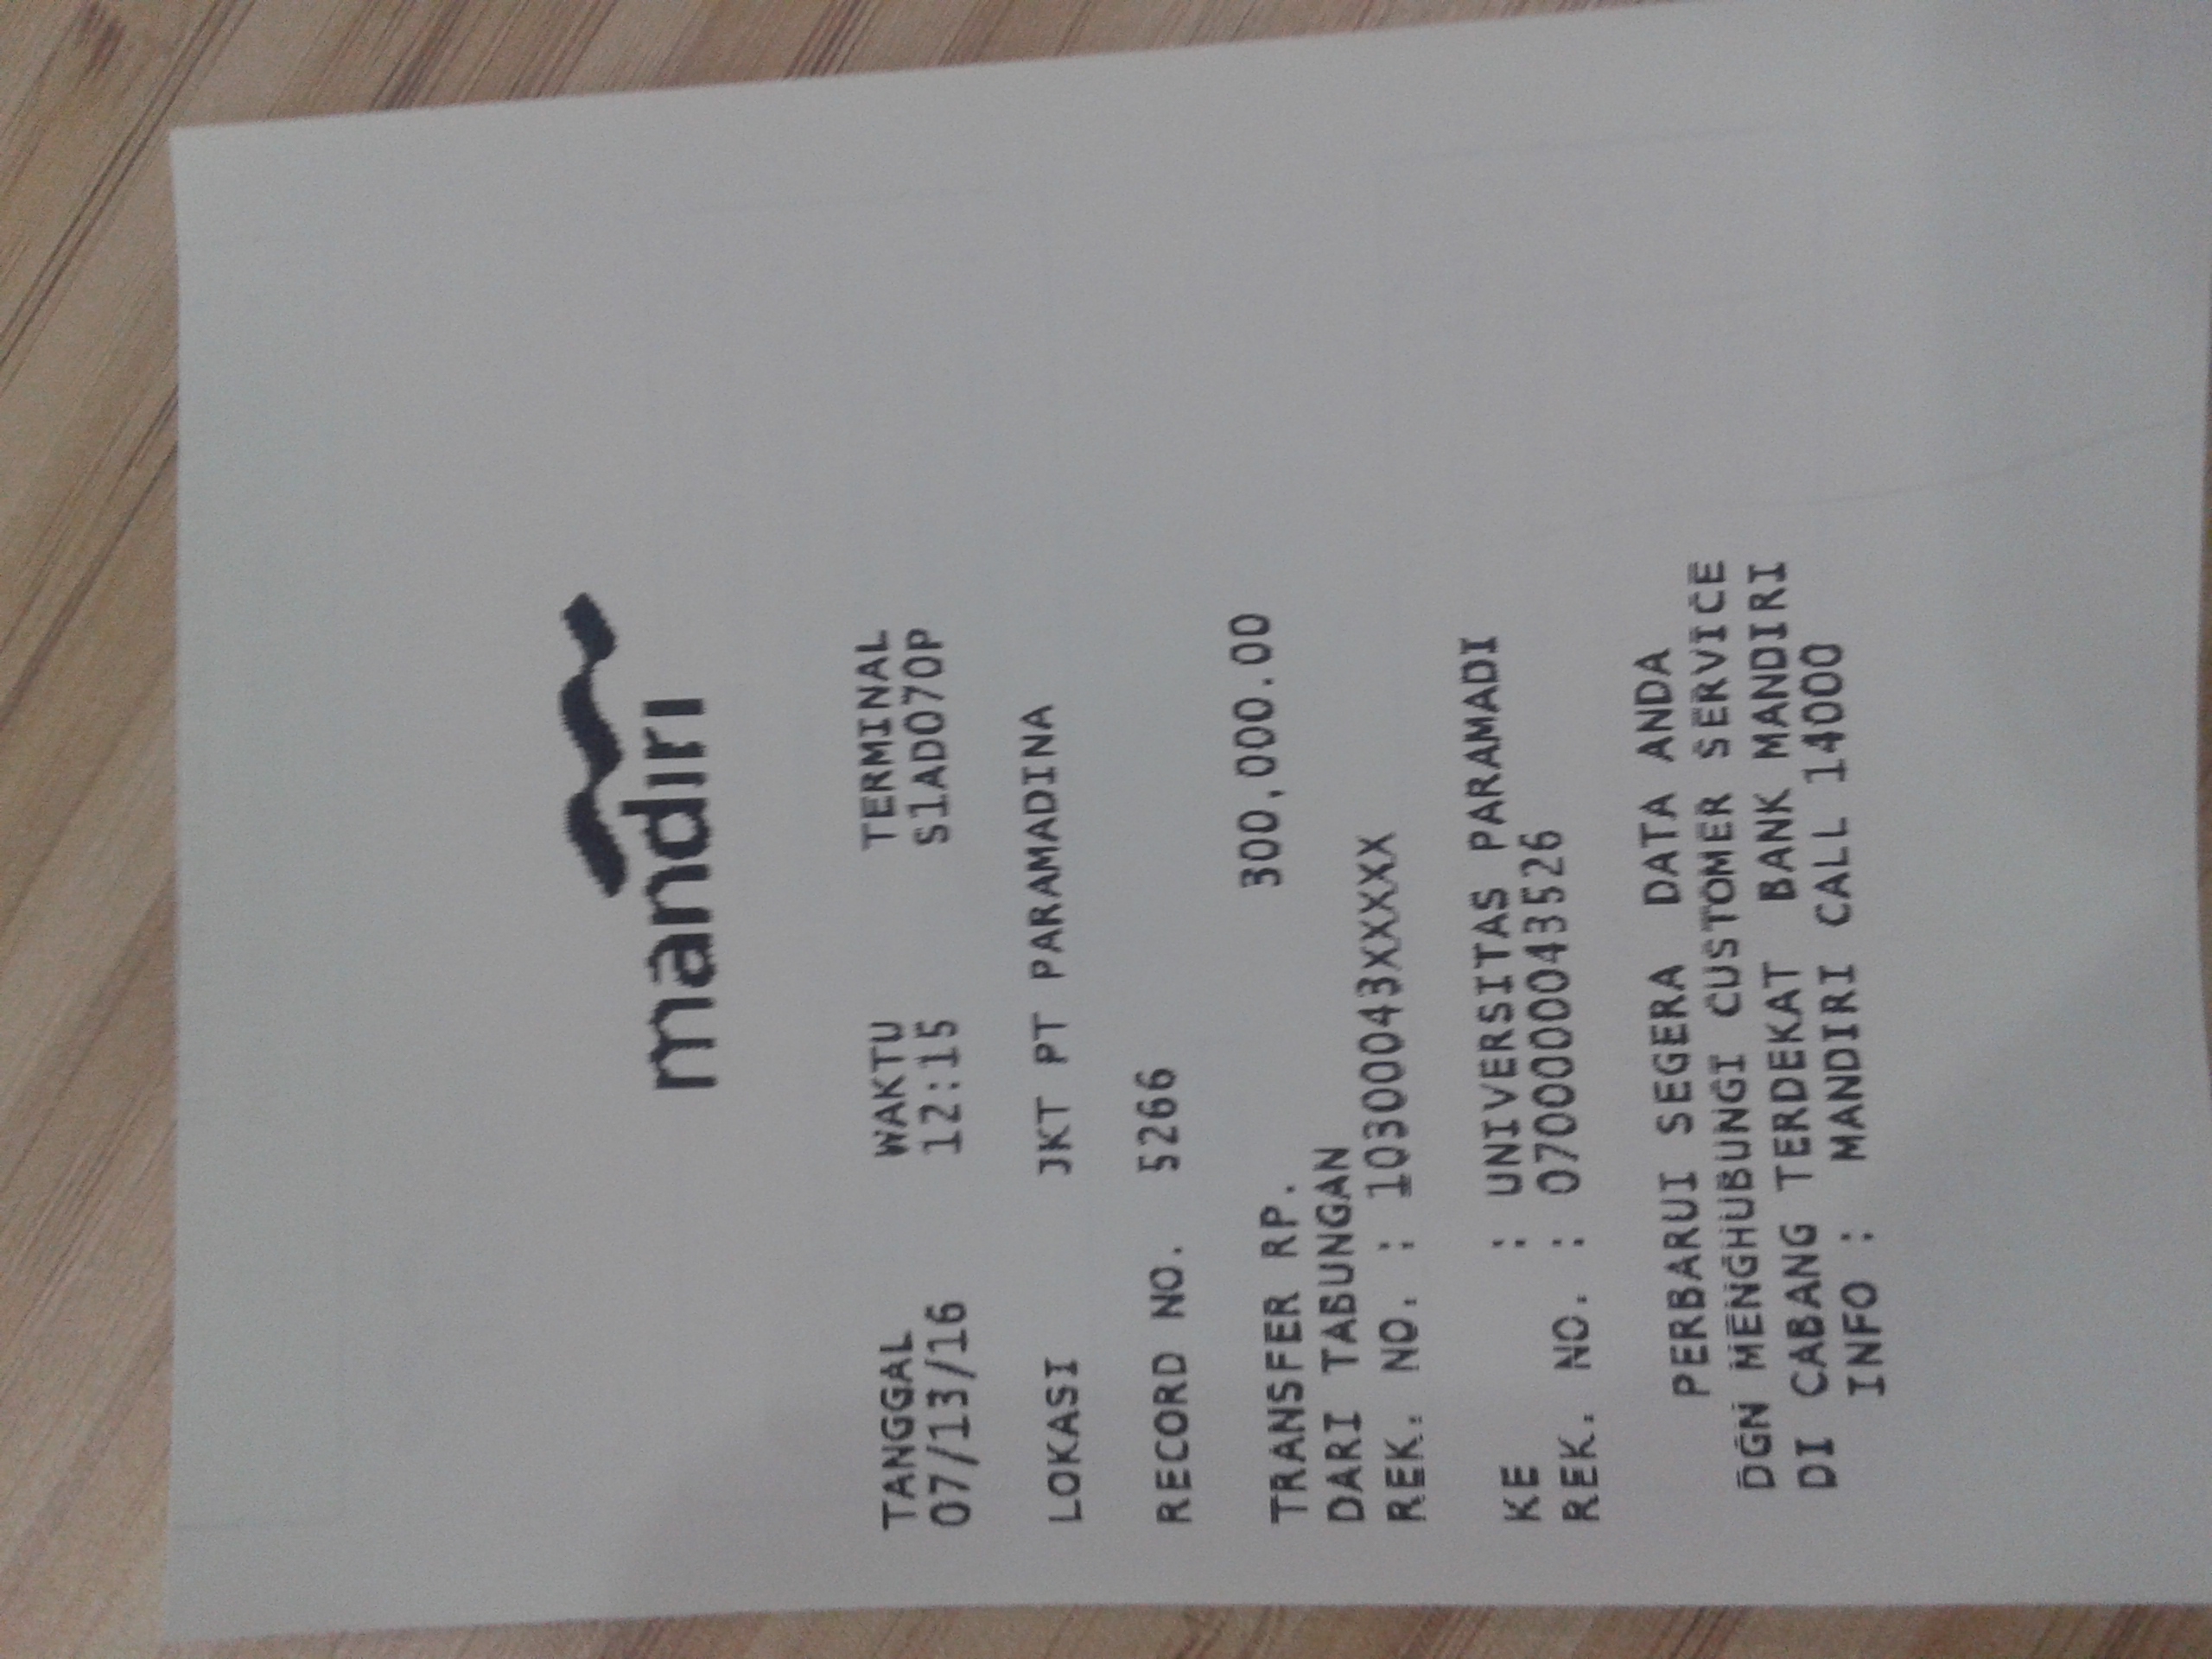 mandiri
TANGGAL WAKTU TERMINAL
07/13/16 12:15 S1AD070P
LOKASI JKT PT PARAMADINA
RECORD NO. 5266
TRANSFER RP. 300,000.00
DARI TABUNGAN
REK. NO. : 10300043XXXXX
KE : UNIVERSITAS PARAMADI
REK. NO. : 0700000043526
PERBARUI SEGERA DATA ANDA
DGN MENGHUBUNGI CUSTOMER SERVICE
DI CABANG TERDEKAT BANK MANDIRI
INFO : MANDIRI CALL 14000